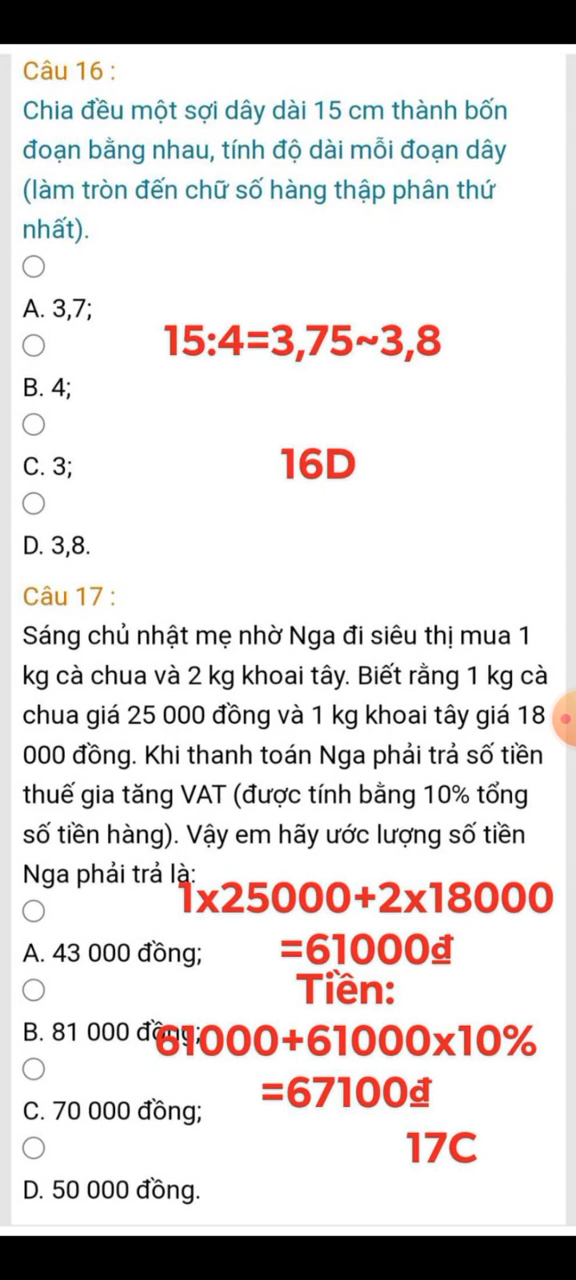 Câu 16 :
Chia đều một sợi dây dài 15 cm thành bốn
đoạn bằng nhau, tính độ dài mỗi đoạn dây
(làm tròn đến chữ số hàng thập phân thứ
nhất).
A. 3,7;
15:4=3,75~3,8
B. 4;
C. 3;
16D
D. 3,8.
Câu 17 :
Sáng chủ nhật mẹ nhờ Nga đi siêu thị mua 1
kg cà chua và 2 kg khoai tây. Biết rằng 1 kg cà
chua giá 25 000 đồng và 1 kg khoai tây giá 18
000 đồng. Khi thanh toán Nga phải trả số tiền
thuế gia tăng VAT (được tính bằng 10% tổng
số tiền hàng). Vậy em hãy ước lượng số tiền
Nga phải trả là:
1x25000+2x18000
A. 43 000 đồng;
=61000₫
Tiền:
B. 81 000 đồng;
61000+61000x10%
=67100₫
C. 70 000 đồng;
17C
D. 50 000 đồng.